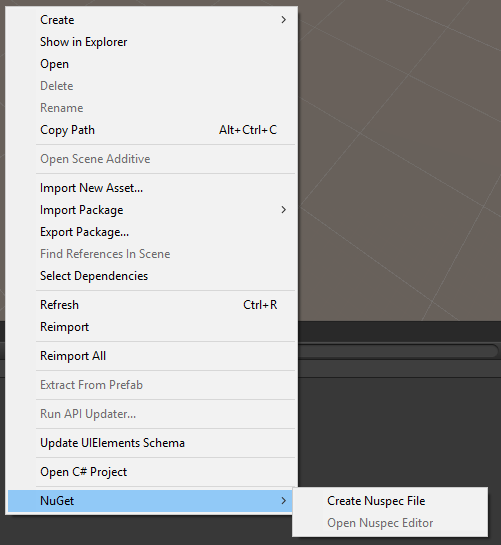 Create
Show in Explorer
Open
Delete
Rename
Copy Path Alt+Ctrl+C
Open Scene Additive
Import New Asset...
Import Package
Export Package...
Find References In Scene
Select Dependencies
Refresh Ctrl+R
Reimport
Reimport All
Extract From Prefab
Run API Updater...
Update UIElements Schema
Open C# Project
NuGet
Create Nuspec File
Open Nuspec Editor